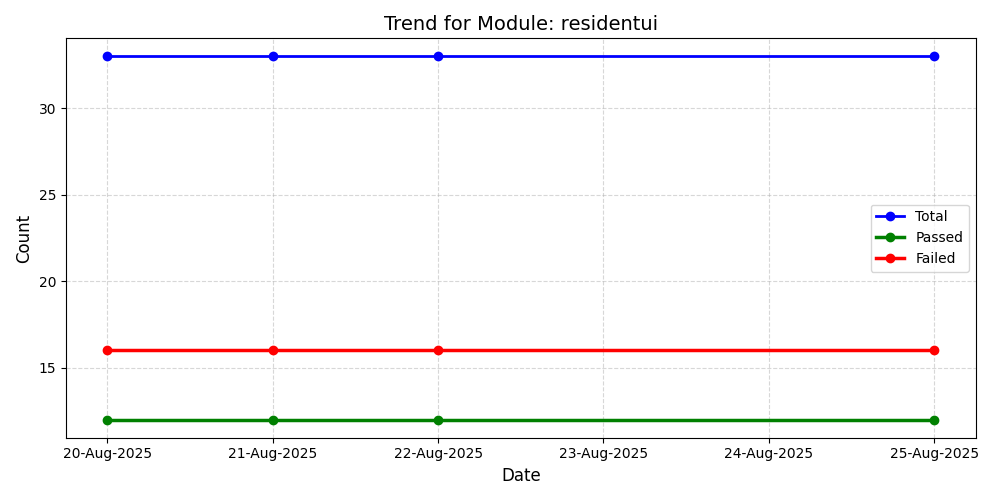 Trend for Module: residentui
Count
30
25
20
15
Total
Passed
Failed
20-Aug-2025 21-Aug-2025 22-Aug-2025 23-Aug-2025 24-Aug-2025 25-Aug-2025
Date